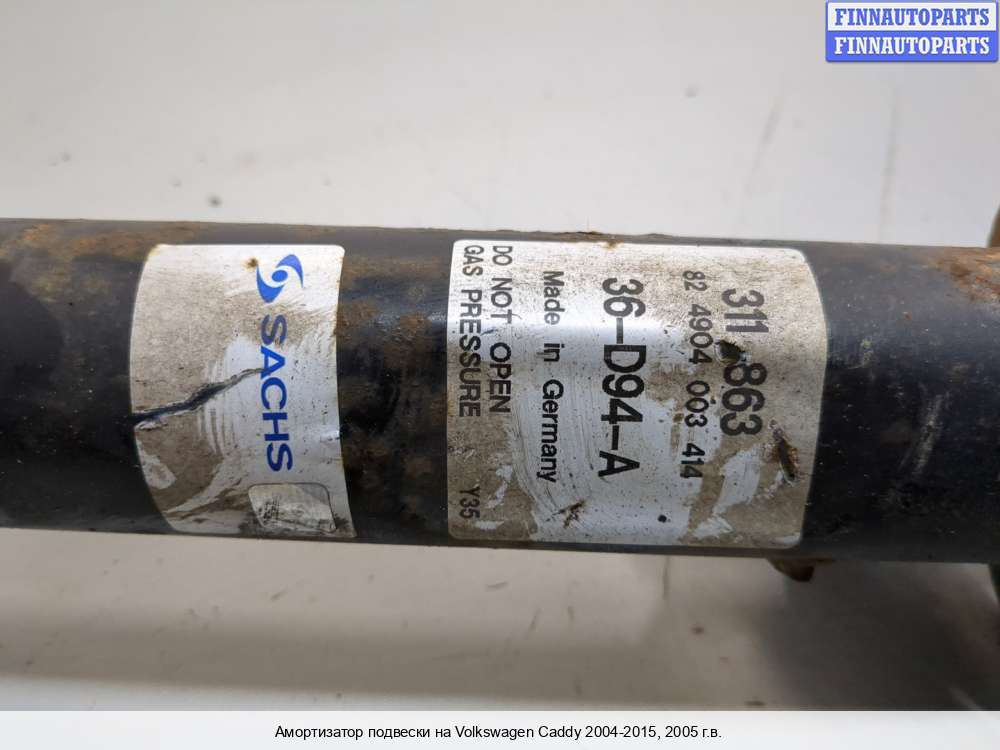 FINNAUTOPARTS
FINNAUTOPARTS
SACHS
311 863
82 4904 003 414
36-D94-A
Made in Germany
DO NOT OPEN
GAS PRESSURE Y35
Амортизатор подвески на Volkswagen Caddy 2004-2015, 2005 г.в.